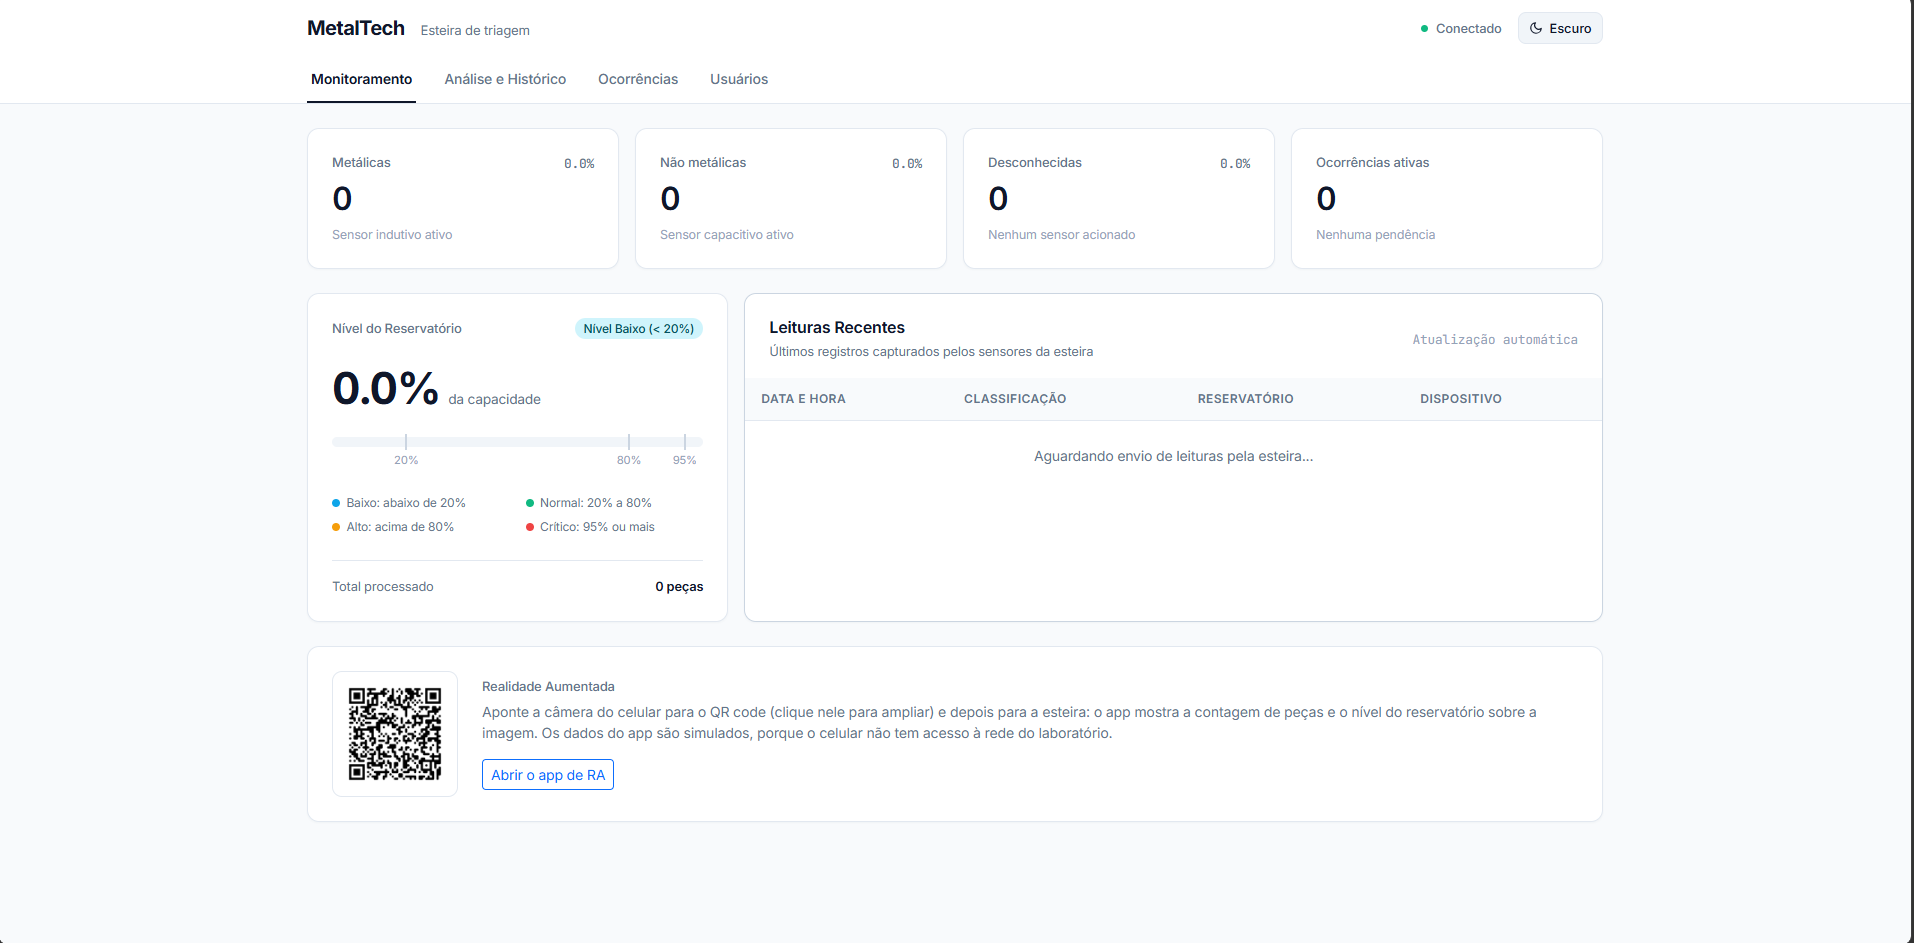 MetalTech
Esteira de triagem
Conectado
Escuro
Monitoramento
Análise e Histórico
Ocorrências
Usuários
Metálicas
0.0%
0
Sensor indutivo ativo
Não metálicas
0.0%
0
Sensor capacitivo ativo
Desconhecidas
0.0%
0
Nenhum sensor acionado
Ocorrências ativas
0
Nenhuma pendência
Nível do Reservatório
Nível Baixo (< 20%)
0.0% da capacidade
20%
80%
95%
Baixo: abaixo de 20%
Normal: 20% a 80%
Alto: acima de 80%
Crítico: 95% ou mais
Total processado
0 peças
Leituras Recentes
Últimos registros capturados pelos sensores da esteira
Atualização automática
DATA E HORA
CLASSIFICAÇÃO
RESERVATÓRIO
DISPOSITIVO
Aguardando envio de leituras pela esteira...
Realidade Aumentada
Aponte a câmera do celular para o QR code (clique nele para ampliar) e depois para a esteira: o app mostra a contagem de peças e o nível do reservatório sobre a
imagem. Os dados do app são simulados, porque o celular não tem acesso à rede do laboratório.
Abrir o app de RA